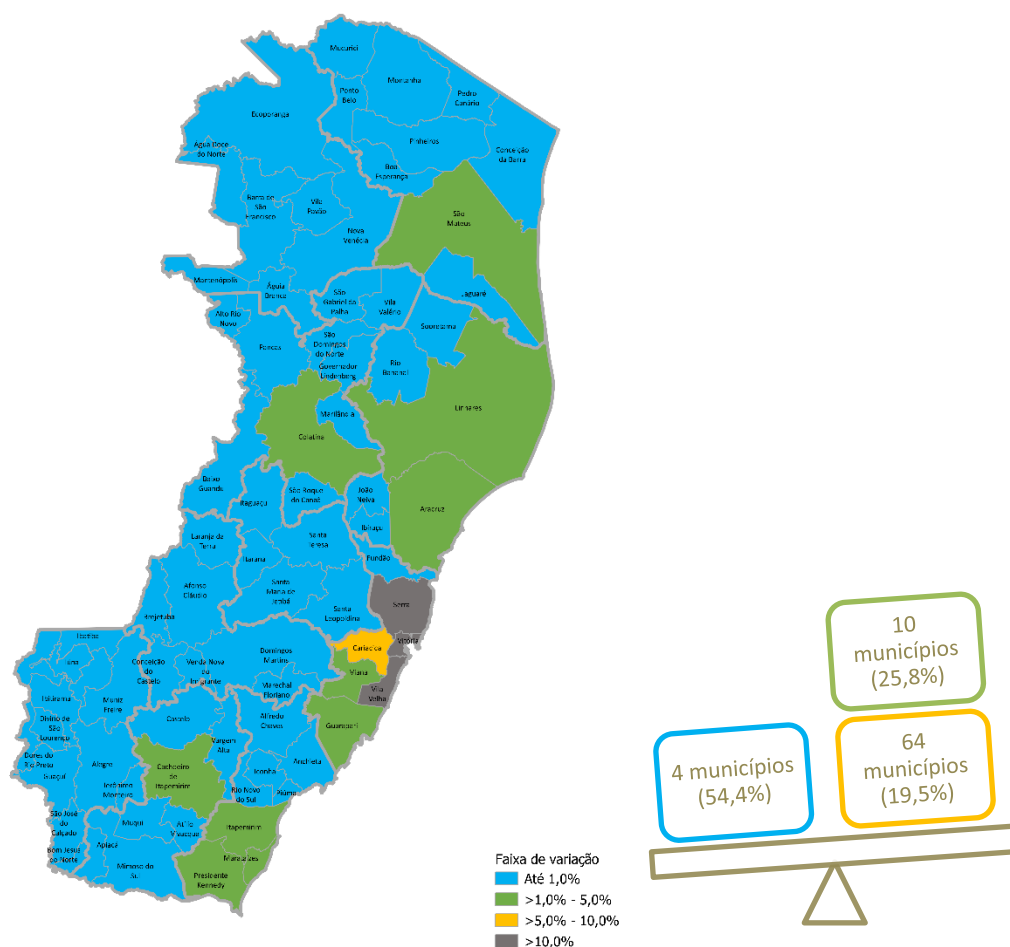 Mucurici
Montanha
Ponto
Belo
Pedro
Canário
Ecoporanga
Pinheiros
Conceição
da Barra
Água Doce
do Norte
Boa
Esperança
Barra de
São
Francisco
Vila
Pavão
São
Mateus
Nova
Venécia
Mantenópolis
Águia
Branca
São
Gabriel da
Palha
Vila
Valério
Jaguaré
Alto Rio
Novo
Sooretama
Pancas
São
Domingos
do Norte
Governador
Lindenberg
Rio
Bananal
Linhares
Marilândia
Colatina
Baixo
Guandu
Itaguaçu
São Roque
do Canaã
João
Neiva
Aracruz
Ibiraçu
Laranja da
Terra
Santa
Teresa
Itarana
Fundão
Afonso
Cláudio
Santo
Maria de
Jetibá
Serra
Brejetuba
Santa
Leopoldina
Ibatiba
Vitória
Cariacica
Iúna
Conceição
do
Castelo
Venda Nova
do
Imigrante
Domingos
Martins
Viana
Ibitirama
Muniz
Freire
Marechal
Floriano
Vila
Velha
Divino de
São
Lourenço
Castelo
Alfredo
Chaves
Guarapari
Vargem
Alta
Dores do
Rio Preto
Guaçuí
Alegre
Cachoeiro
de
Itapemirim
Anchieta
Iconha
Jerônimo
Monteiro
Rio Novo
do Sul
Piúma
São José
do
Calçado
Muqui
Atílio
Vivacqua
Itapemirim
Bom Jesus
do Norte
Apiacá
Mimoso do
Sul
Marataízes
Presidente
Kennedy
Faixa de variação
Até 1,0%
>1,0% - 5,0%
>5,0% - 10,0%
>10,0%
10
municípios
(25,8%)
4 municípios
(54,4%)
64
municípios
(19,5%)